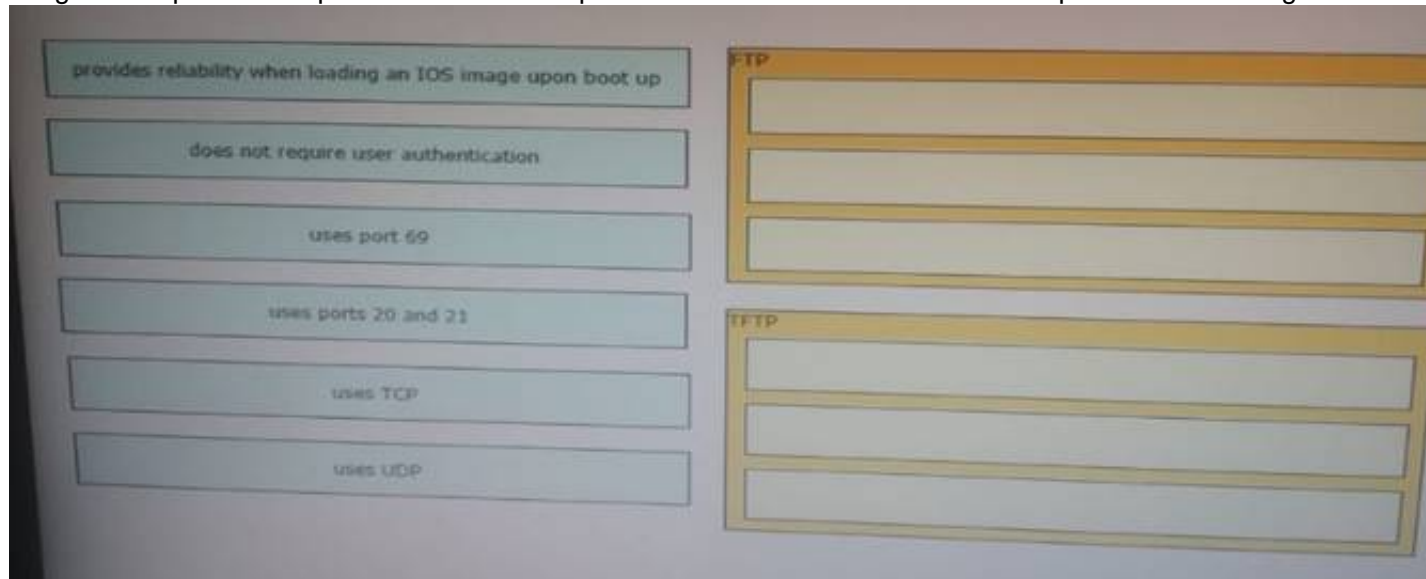 provides reliability when loading an IOS image upon boot up
does not require user authentication
uses port 69
uses ports 20 and 21
uses TCP
uses UDP
FTP
TFTP